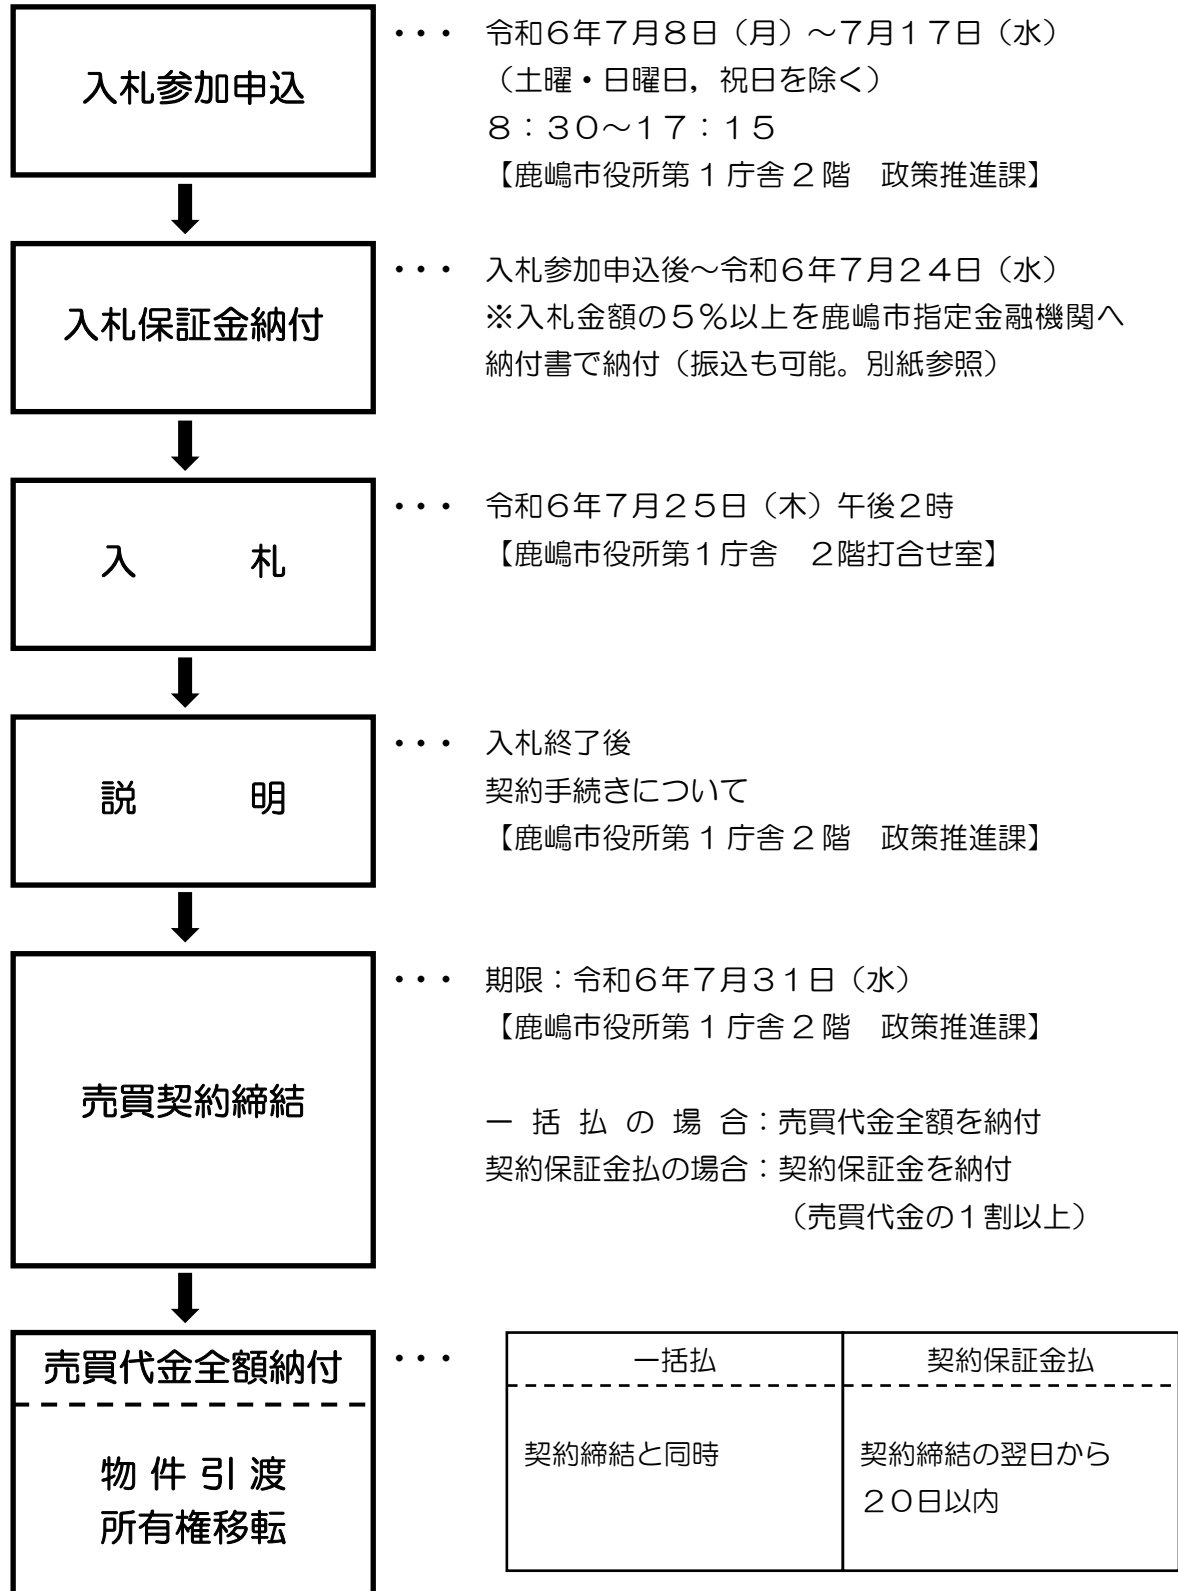 入札参加申込
・・・ 令和６年７月８日（月）～７月１７日（水）
（土曜・日曜日，祝日を除く）
８：３０～１７：１５
【鹿嶋市役所第１庁舎２階　政策推進課】
入札保証金納付
・・・ 入札参加申込後～令和６年７月２４日（水）
※入札金額の５％以上を鹿嶋市指定金融機関へ
納付書で納付（振込も可能。別紙参照）
入　　　札
・・・ 令和６年７月２５日（木）午後２時
【鹿嶋市役所第１庁舎　２階打合せ室】
説　　　明
・・・ 入札終了後
契約手続きについて
【鹿嶋市役所第１庁舎２階　政策推進課】
売買契約締結
・・・ 期限：令和６年７月３１日（水）
【鹿嶋市役所第１庁舎２階　政策推進課】
一 括 払 の 場 合：売買代金全額を納付
契約保証金払の場合：契約保証金を納付
（売買代金の１割以上）
売買代金全額納付
物 件 引 渡
所有権移転
・・・
一括払
契約締結と同時
契約保証金払
契約締結の翌日から
２０日以内